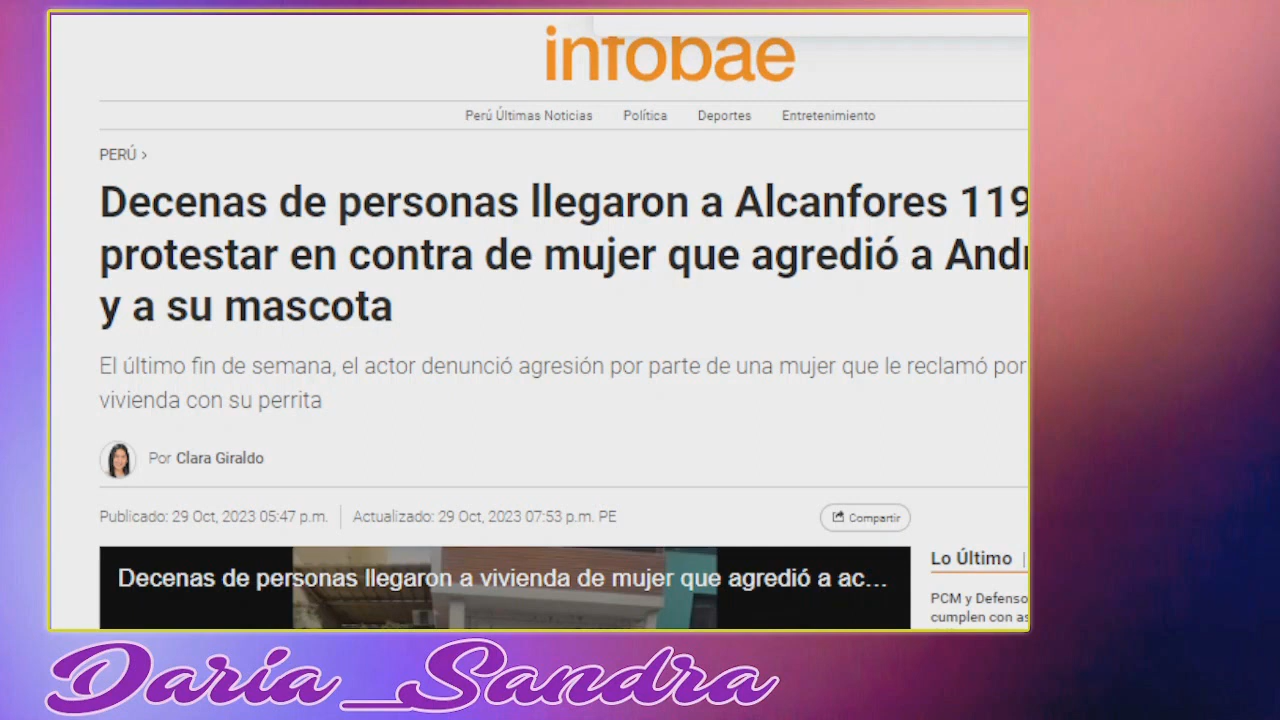 infobae
Perú Últimas Noticias Política Deportes Entretenimiento
PERÚ >
Decenas de personas llegaron a Alcanfores 119
protestar en contra de mujer que agredió a Andr
y a su mascota
El último fin de semana, el actor denunció agresión por parte de una mujer que le reclamó por
vivienda con su perrita
Por Clara Giraldo
Publicado: 29 Oct, 2023 05:47 p.m. Actualizado: 29 Oct, 2023 07:53 p.m. PE
Compartir
Decenas de personas llegaron a vivienda de mujer que agredió a ac...
Lo Último
PCM y Defenso
cumplen con as
Daria_Sandra